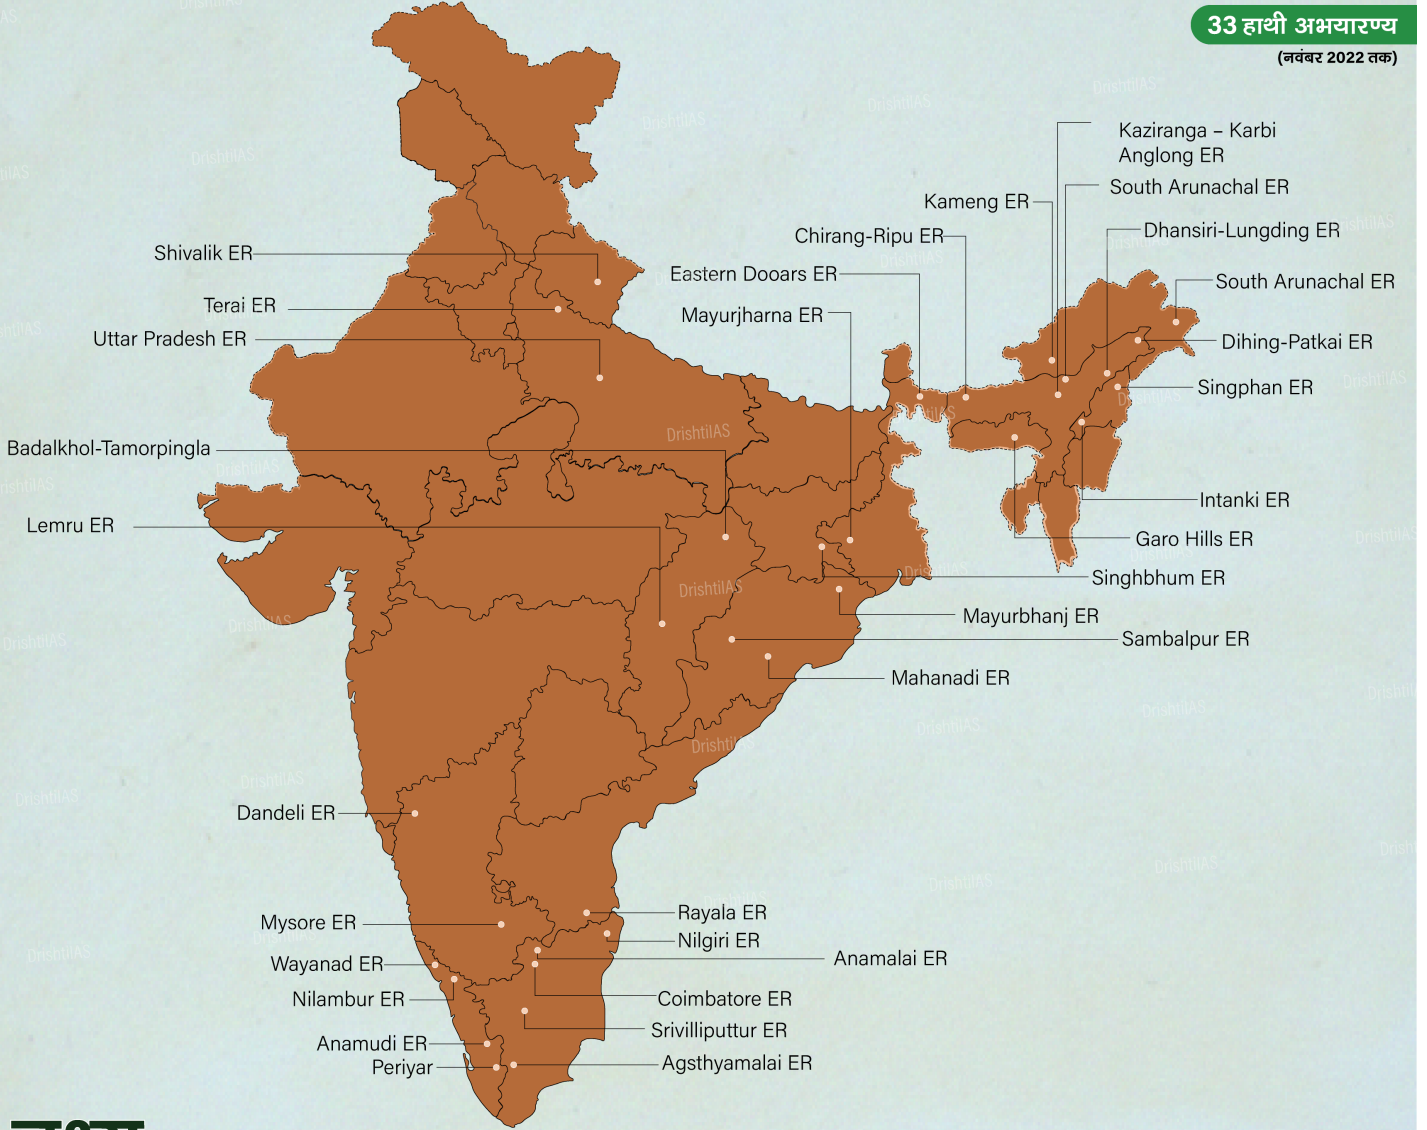 33 हाथी अभयारण्य
(नवंबर 2022 तक)
Kaziranga – Karbi
Anglong ER
South Arunachal ER
Kameng ER
Dhansiri-Lungding ER
Chirang-Ripu ER
Shivalik ER
Eastern Dooars ER
South Arunachal ER
Terai ER
Mayurjharna ER
Uttar Pradesh ER
Dihing-Patkai ER
Singphan ER
Badalkhol-Tamorpingla
Intanki ER
Lemru ER
Garo Hills ER
Singhbhum ER
Mayurbhanj ER
Sambalpur ER
Mahanadi ER
Dandeli ER
Rayala ER
Mysore ER
Nilgiri ER
Anamalai ER
Wayanad ER
Nilambur ER
Coimbatore ER
Srivilliputtur ER
Anamudi ER
Agsthyamalai ER
Periyar
DrishtiIAS